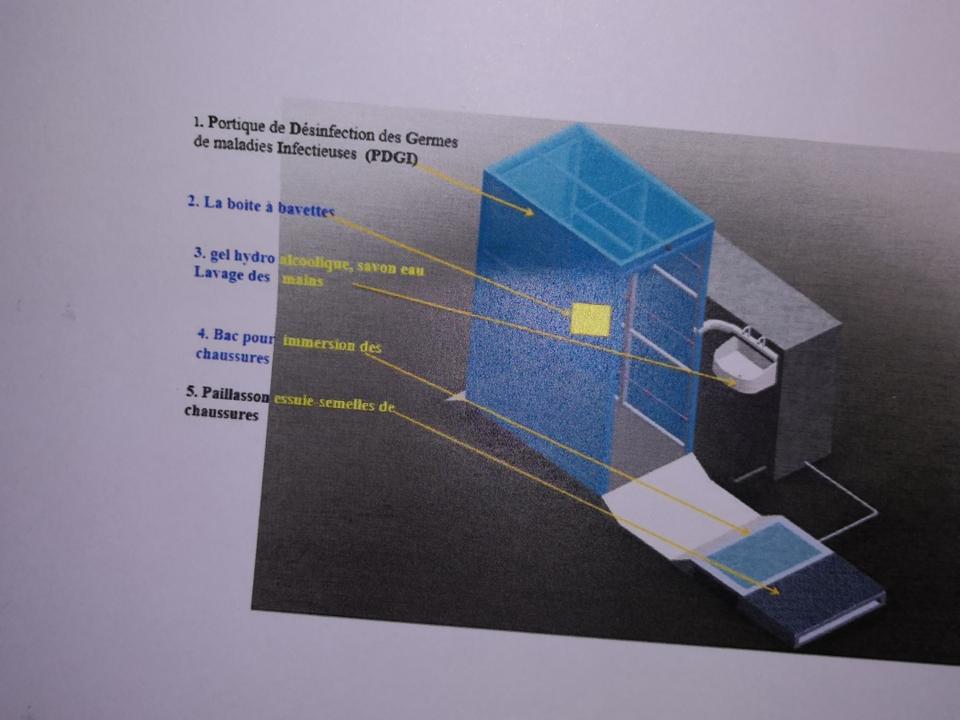 1. Portique de Désinfection des Germes
de maladies Infectieuses (PDGI)
2. La boite à bavettes
3. gel hydro alcoolique, savon eau
Lavage des mains
4. Bac pour immersion des
chaussures
5. Paillasson essuie-semelles de
chaussures